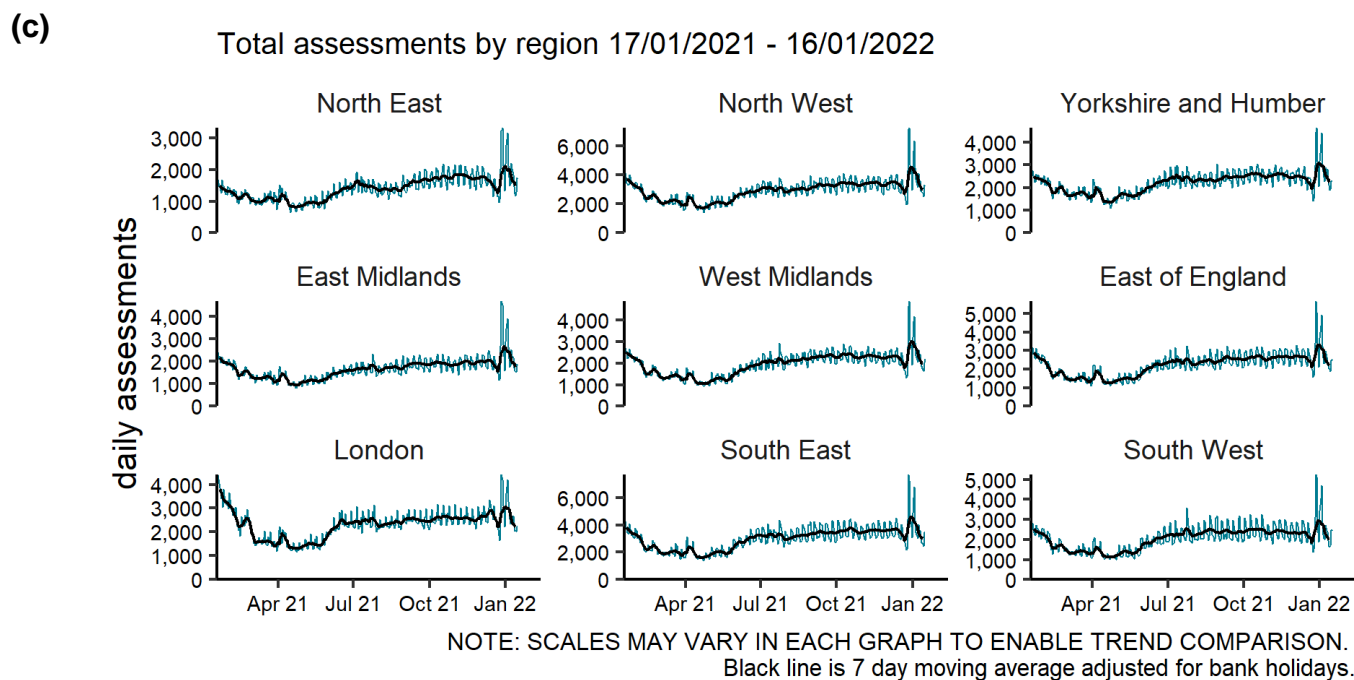 (c)
Total assessments by region 17/01/2021 - 16/01/2022
daily assessments
North East
3,000
2,000
1,000
0
North West
6,000
4,000
2,000
0
Yorkshire and Humber
4,000
3,000
2,000
1,000
0
East Midlands
4,000
3,000
2,000
1,000
0
West Midlands
4,000
3,000
2,000
1,000
0
East of England
5,000
4,000
3,000
2,000
1,000
0
London
4,000
3,000
2,000
1,000
0
Apr 21 Jul 21 Oct 21 Jan 22
South East
6,000
4,000
2,000
0
Apr 21 Jul 21 Oct 21 Jan 22
South West
5,000
4,000
3,000
2,000
1,000
0
Apr 21 Jul 21 Oct 21 Jan 22
NOTE: SCALES MAY VARY IN EACH GRAPH TO ENABLE TREND COMPARISON.
Black line is 7 day moving average adjusted for bank holidays.